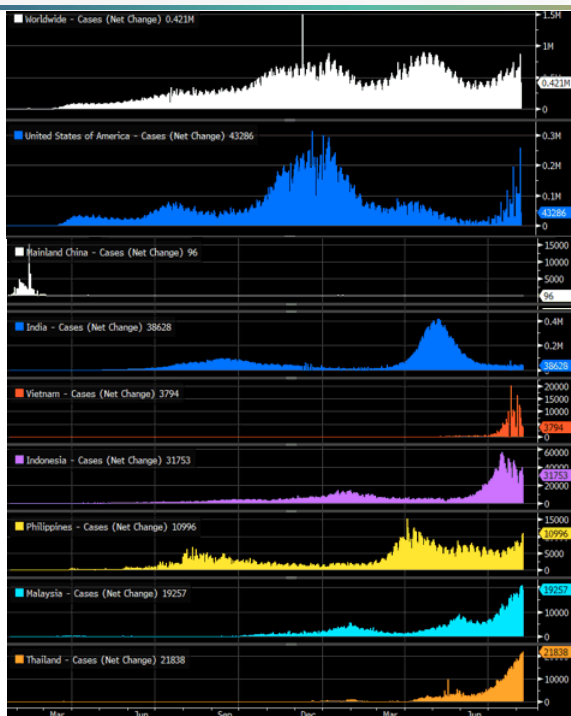 Worldwide - Cases (Net Change) 0.421M
1.5M
1M
0.421M
0
United States of America - Cases (Net Change) 43286
0.3M
0.2M
0.1M
43286
0
Mainland China - Cases (Net Change) 96
15000
10000
5000
96
India - Cases (Net Change) 38628
0.4M
0.2M
38628
Vietnam - Cases (Net Change) 3794
20000
15000
10000
3794
0
Indonesia - Cases (Net Change) 31753
60000
31753
20000
0
Philippines - Cases (Net Change) 10996
15000
10996
5000
0
Malaysia - Cases (Net Change) 19257
19257
10000
0
Thailand - Cases (Net Change) 21838
21838
10000
0
Mar Jun Sep Dec Mar Jun